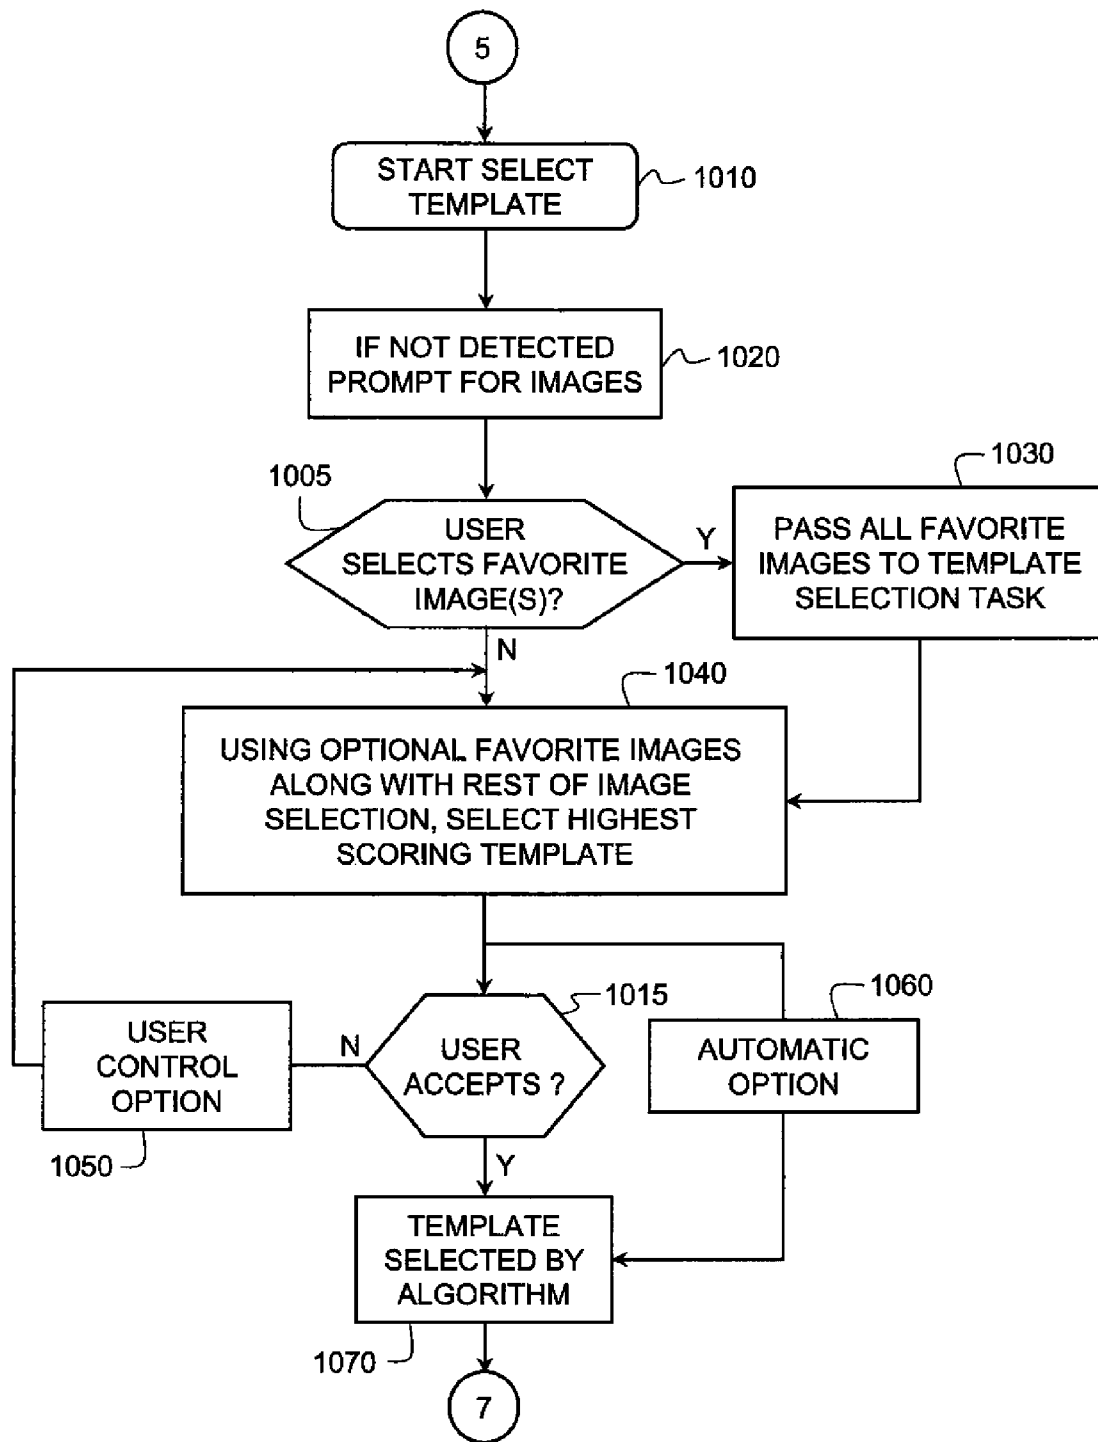 5
START SELECT
TEMPLATE
1010
IF NOT DETECTED
PROMPT FOR IMAGES
1020
1005
USER
SELECTS FAVORITE
IMAGE(S)?
Y
N
1030
PASS ALL FAVORITE
IMAGES TO TEMPLATE
SELECTION TASK
1040
USING OPTIONAL FAVORITE IMAGES
ALONG WITH REST OF IMAGE
SELECTION, SELECT HIGHEST
SCORING TEMPLATE
USER
CONTROL
OPTION
1050
N
USER
ACCEPTS ?
1015
Y
1060
AUTOMATIC
OPTION
TEMPLATE
SELECTED BY
ALGORITHM
1070
7